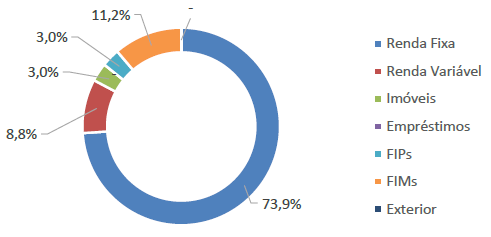 11,2%
-
3,0%
3,0%
-
8,8%
73,9%
Renda Fixa
Renda Variável
Imóveis
Empréstimos
FIPs
FIMs
Exterior